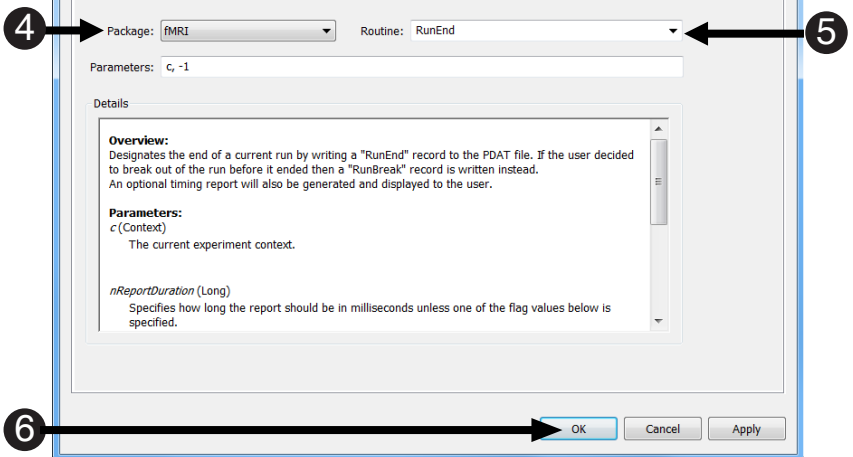 4 Package: fMRI Routine: RunEnd 5
Parameters: c, -1
Details
Overview:
Designates the end of a current run by writing a "RunEnd" record to the PDAT file. If the user decided
to break out of the run before it ended then a "RunBreak" record is written instead.
An optional timing report will also be generated and displayed to the user.
Parameters:
c (Context)
The current experiment context.
nReportDuration (Long)
Specifies how long the report should be in milliseconds unless one of the flag values below is
specified.
6 OK Cancel Apply